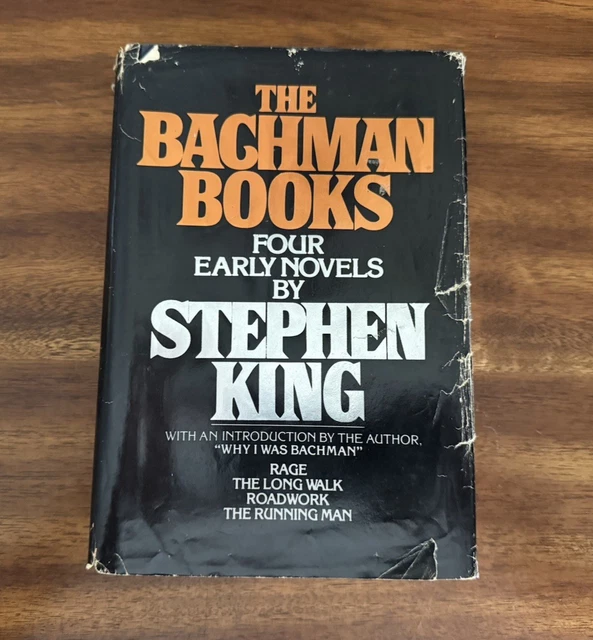 THE
BACHMAN
BOOKS
FOUR
EARLY NOVELS
BY
STEPHEN
KING
WITH AN INTRODUCTION BY THE AUTHOR,
"WHY I WAS BACHMAN"
RAGE
THE LONG WALK
ROADWORK
THE RUNNING MAN